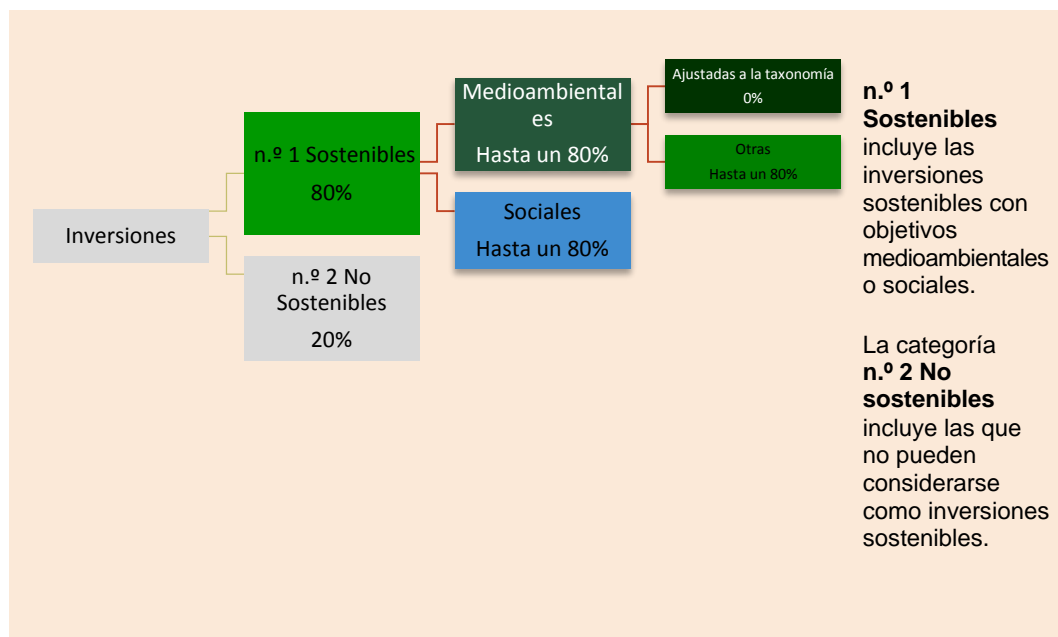 Inversiones
n.º 1 Sostenibles
80%
n.º 2 No
Sostenibles
20%
Medioambiental
es
Hasta un 80%
Sociales
Hasta un 80%
Ajustadas a la taxonomía
0%
Otras
Hasta un 80%
n.º 1
Sostenibles
incluye las
inversiones
sostenibles con
objetivos
medioambientales
o sociales.
La categoría
n.º 2 No
sostenibles
incluye las que
no pueden
considerarse
como inversiones
sostenibles.